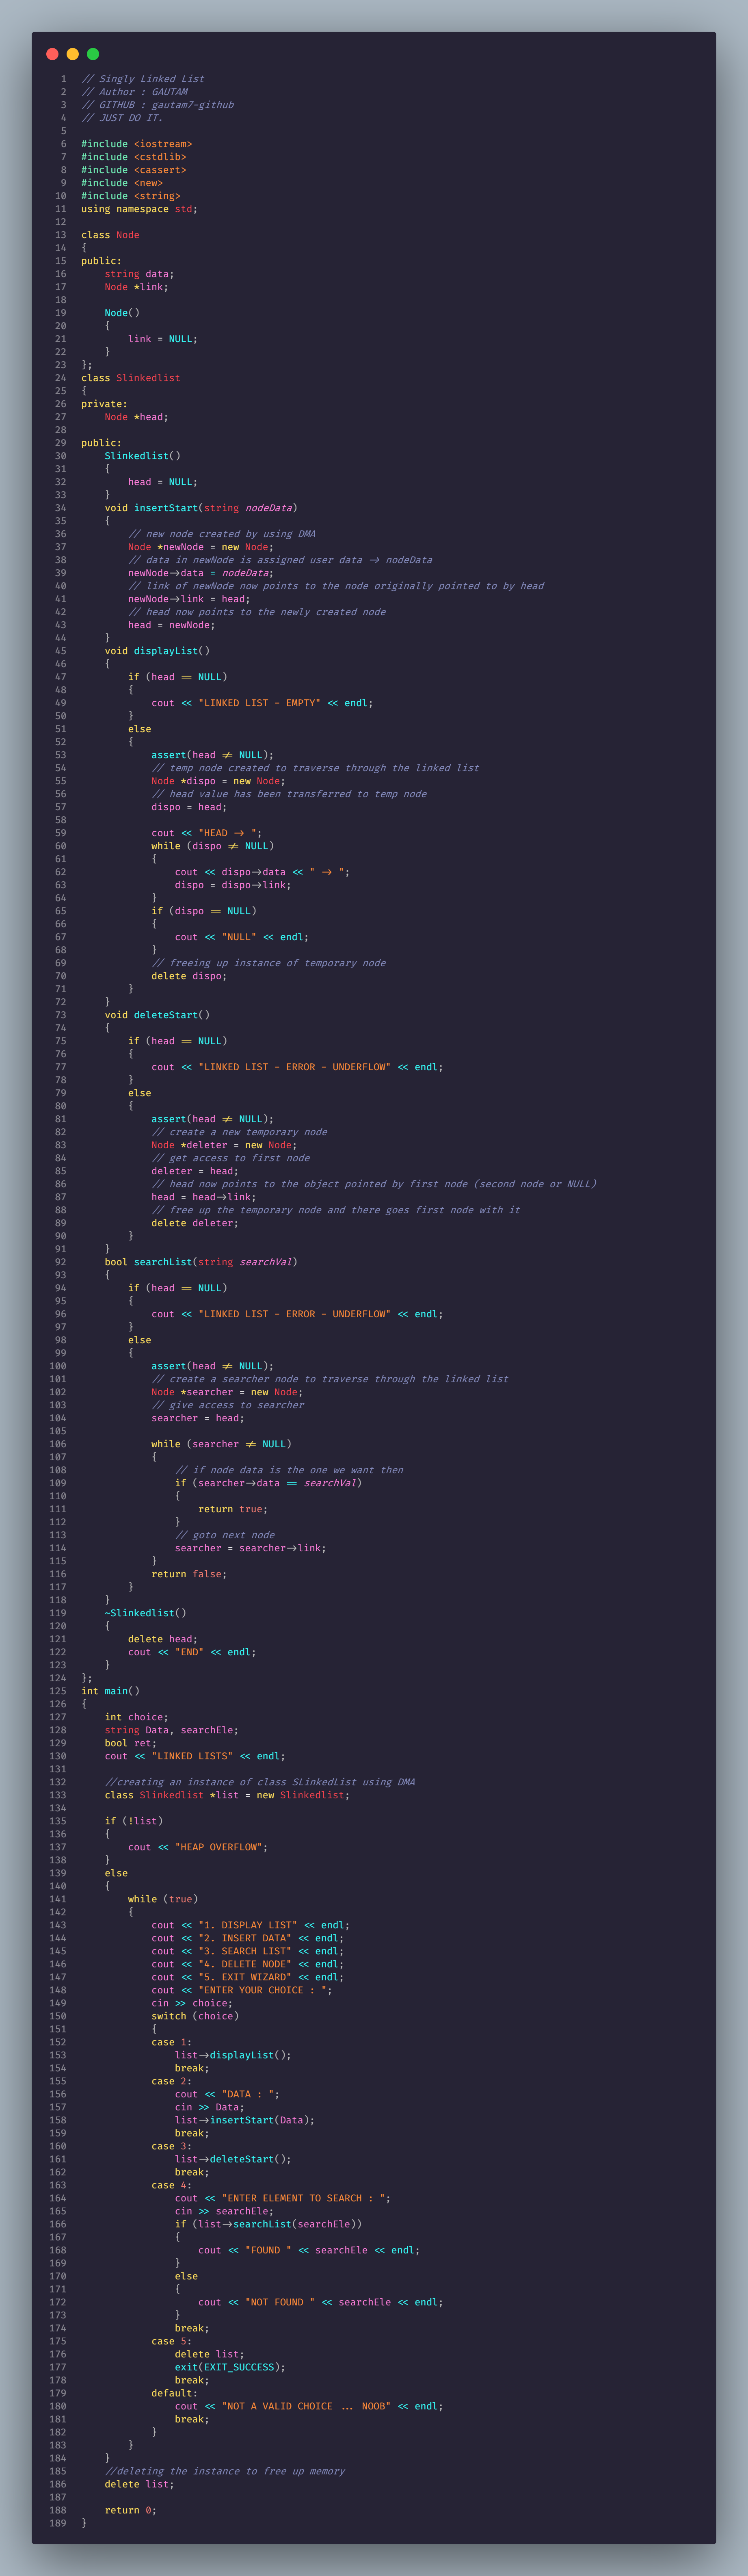 1 // Singly Linked List
2 // Author : GAUTAM
3 // GITHUB : gautam7-github
4 // JUST DO IT.
5
6 #include <iostream>
7 #include <cstdlib>
8 #include <cassert>
9 #include <new>
10 #include <string>
11 using namespace std;
12
13 class Node
14 {
15 public:
16     string data;
17     Node *link;
18
19     Node()
20     {
21         link = NULL;
22     }
23 };
24 class Slinkedlist
25 {
26 private:
27     Node *head;
28
29 public:
30     Slinkedlist()
31     {
32         head = NULL;
33     }
34     void insertStart(string nodeData)
35     {
36         // new node created by using DMA
37         Node *newNode = new Node;
38         // data in newNode is assigned user data -> nodeData
39         newNode->data = nodeData;
40         // link of newNode now points to the node originally pointed to by head
41         newNode->link = head;
42         // head now points to the newly created node
43         head = newNode;
44     }
45     void displayList()
46     {
47         if (head == NULL)
48         {
49             cout << "LINKED LIST - EMPTY" << endl;
50         }
51         else
52         {
53             assert(head != NULL);
54             // temp node created to traverse through the linked list
55             Node *dispo = new Node;
56             // head value has been transferred to temp node
57             dispo = head;
58
59             cout << "HEAD -> ";
60             while (dispo != NULL)
61             {
62                 cout << dispo->data << " -> ";
63                 dispo = dispo->link;
64             }
65             if (dispo == NULL)
66             {
67                 cout << "NULL" << endl;
68             }
69             // freeing up instance of temporary node
70             delete dispo;
71         }
72     }
73     void deleteStart()
74     {
75         if (head == NULL)
76         {
77             cout << "LINKED LIST - ERROR - UNDERFLOW" << endl;
78         }
79         else
80         {
81             assert(head != NULL);
82             // create a new temporary node
83             Node *deleter = new Node;
84             // get access to first node
85             deleter = head;
86             // head now points to the object pointed by first node (second node or NULL)
87             head = head->link;
88             // free up the temporary node and there goes first node with it
89             delete deleter;
90         }
91     }
92     bool searchList(string searchVal)
93     {
94         if (head == NULL)
95         {
96             cout << "LINKED LIST - ERROR - UNDERFLOW" << endl;
97         }
98         else
99         {
100             assert(head != NULL);
101             // create a searcher node to traverse through the linked list
102             Node *searcher = new Node;
103             // give access to searcher
104             searcher = head;
105
106             while (searcher != NULL)
107             {
108                 // if node data is the one we want then
109                 if (searcher->data == searchVal)
110                 {
111                     return true;
112                 }
113                 // goto next node
114                 searcher = searcher->link;
115             }
116             return false;
117         }
118     }
119     ~Slinkedlist()
120     {
121         delete head;
122         cout << "END" << endl;
123     }
124 };
125 int main()
126 {
127     int choice;
128     string Data, searchEle;
129     bool ret;
130     cout << "LINKED LISTS" << endl;
131
132     //creating an instance of class SLinkedList using DMA
133     class Slinkedlist *list = new Slinkedlist;
134
135     if (!list)
136     {
137         cout << "HEAP OVERFLOW";
138     }
139     else
140     {
141         while (true)
142         {
143             cout << "1. DISPLAY LIST" << endl;
144             cout << "2. INSERT DATA" << endl;
145             cout << "3. SEARCH LIST" << endl;
146             cout << "4. DELETE NODE" << endl;
147             cout << "5. EXIT WIZARD" << endl;
148             cout << "ENTER YOUR CHOICE : ";
149             cin >> choice;
150             switch (choice)
151             {
152             case 1:
153                 list->displayList();
154                 break;
155             case 2:
156                 cout << "DATA : ";
157                 cin >> Data;
158                 list->insertStart(Data);
159                 break;
160             case 3:
161                 list->deleteStart();
162                 break;
163             case 4:
164                 cout << "ENTER ELEMENT TO SEARCH : ";
165                 cin >> searchEle;
166                 if (list->searchList(searchEle))
167                 {
168                     cout << "FOUND " << searchEle << endl;
169                 }
170                 else
171                 {
172                     cout << "NOT FOUND " << searchEle << endl;
173                 }
174                 break;
175             case 5:
176                 delete list;
177                 exit(EXIT_SUCCESS);
178                 break;
179             default:
180                 cout << "NOT A VALID CHOICE ... NOOB" << endl;
181                 break;
182             }
183         }
184     }
185     //deleting the instance to free up memory
186     delete list;
187
188     return 0;
189 }